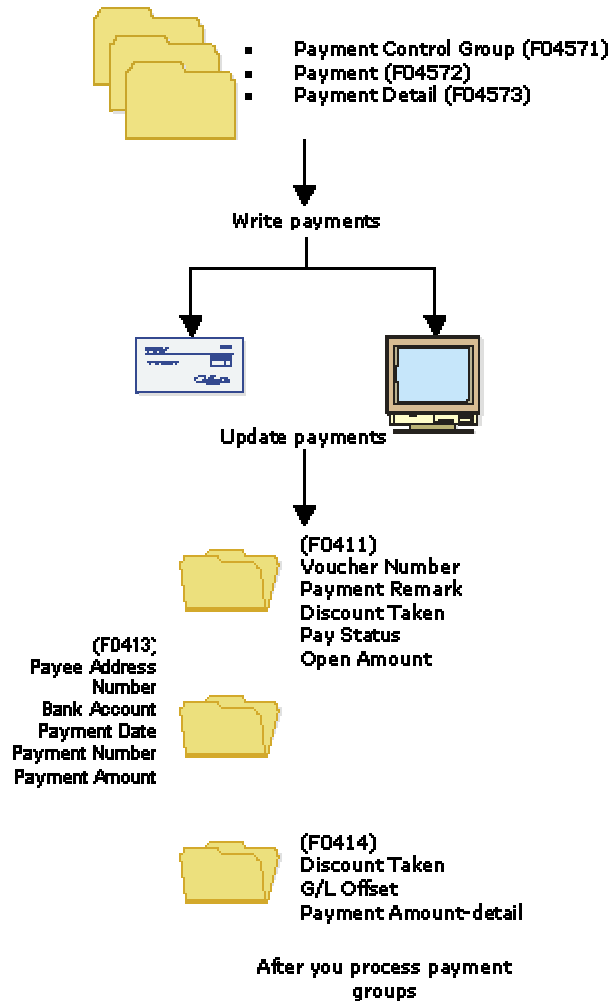 ▪ Payment Control Group (F04571)
▪ Payment (F04572)
▪ Payment Detail (F04573)
Write payments
Update payments
(F0411)
Voucher Number
Payment Remark
Discount Taken
Pay Status
Open Amount
(F0413)
Payee Address
Number
Bank Account
Payment Date
Payment Number
Payment Amount
(F0414)
Discount Taken
G/L Offset
Payment Amount-detail
After you process payment
groups